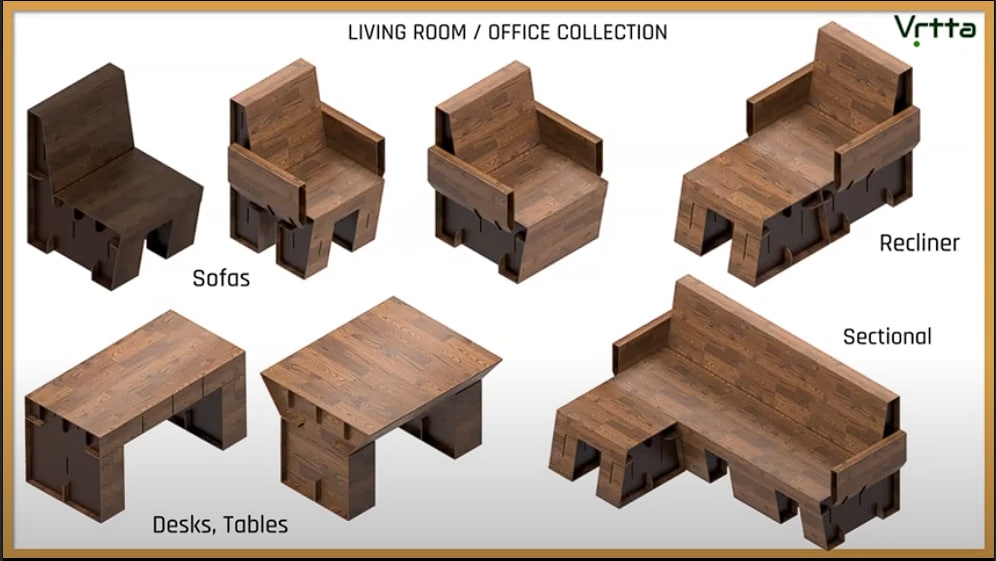 LIVING ROOM / OFFICE COLLECTION
Vrtta
Sofas
Recliner
Sectional
Desks, Tables